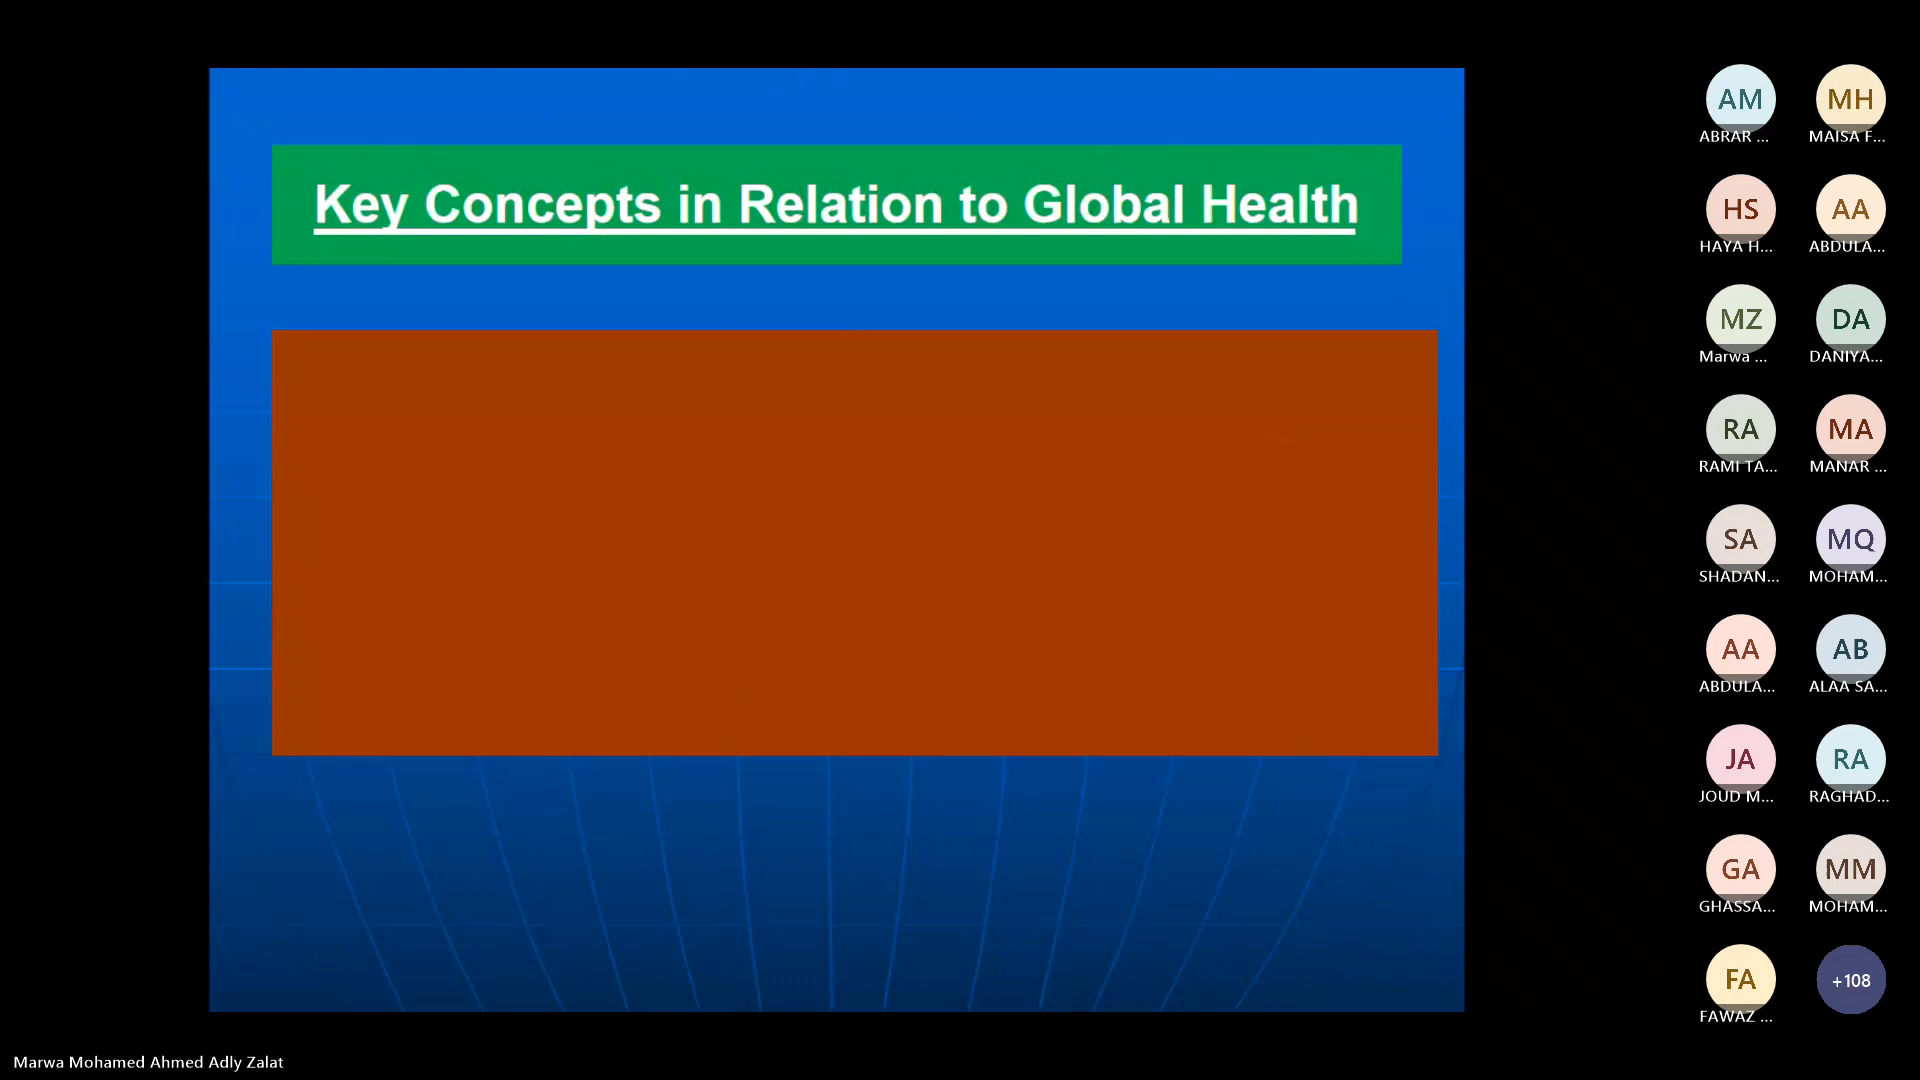 Key Concepts in Relation to Global Health
AM
ABRAR ...
MH
MAISA F...
HS
HAYA H...
AA
ABDULA...
MZ
Marwa ...
DA
DANIYA...
RA
RAMI TA...
MA
MANAR ...
SA
SHADAN...
MQ
MOHAM...
AA
ABDULA...
AB
ALAA SA...
JA
JOUD M...
RA
RAGHAD...
GA
GHASSA...
MM
MOHAM...
FA
FAWAZ ...
+108
Marwa Mohamed Ahmed Adly Zalat